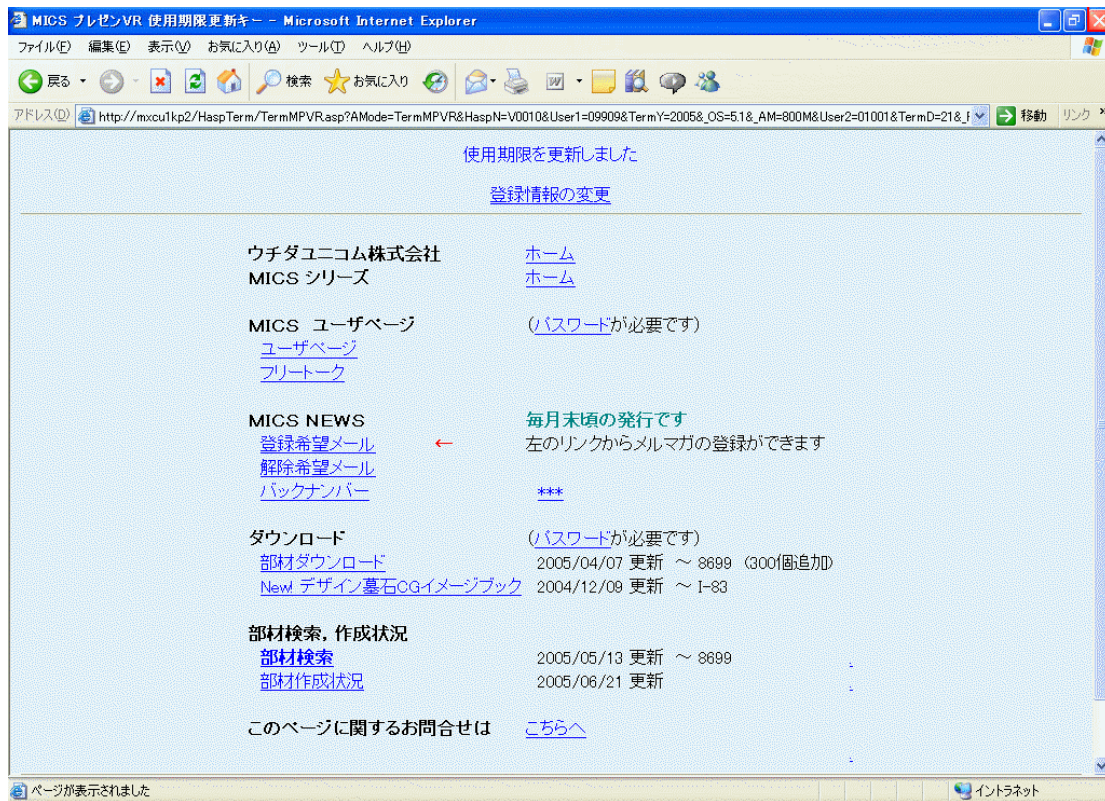 MICS プレゼンVR 使用期限更新キー - Microsoft Internet Explorer
ファイル(F) 編集(E) 表示(V) お気に入り(A) ツール(T) ヘルプ(H)
戻る 検索 お気に入り
アドレス(D) http://mxcu1kp2/HaspTerm/TermMPVR.asp?AMode=TermMPVR&HaspN=V0010&User1=09909&TermY=2005&_OS=5.1&_AM=800M&User2=01001&TermD=21&_ 移動 リンク »
使用期限を更新しました
登録情報の変更
ウチダユニコム株式会社 ホーム
MICS シリーズ ホーム
MICS ユーザページ (パスワードが必要です)
ユーザページ
フリートーク
MICS NEWS 毎月末頃の発行です
登録希望メール ← 左のリンクからメルマガの登録ができます
解除希望メール
バックナンバー ***
ダウンロード (パスワードが必要です)
部材ダウンロード 2005/04/07 更新 ～ 8699 (300個追加)
New! デザイン墓石CGイメージブック 2004/12/09 更新 ～ I-83
部材検索, 作成状況
部材検索 2005/05/13 更新 ～ 8699 .
部材作成状況 2005/06/21 更新 .
このページに関するお問合せは こちらへ
.
ページが表示されました イントラネット